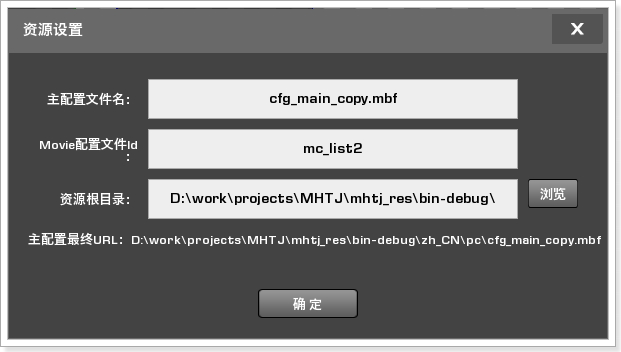 资源设置
X
主配置文件名：
cfg_main_copy.mbf
Movie配置文件Id
：
mc_list2
资源根目录：
D:\work\projects\MHTJ\mhtj_res\bin-debug\
浏览
主配置最终URL：D:\work\projects\MHTJ\mhtj_res\bin-debug\zh_CN\pc\cfg_main_copy.mbf
确 定